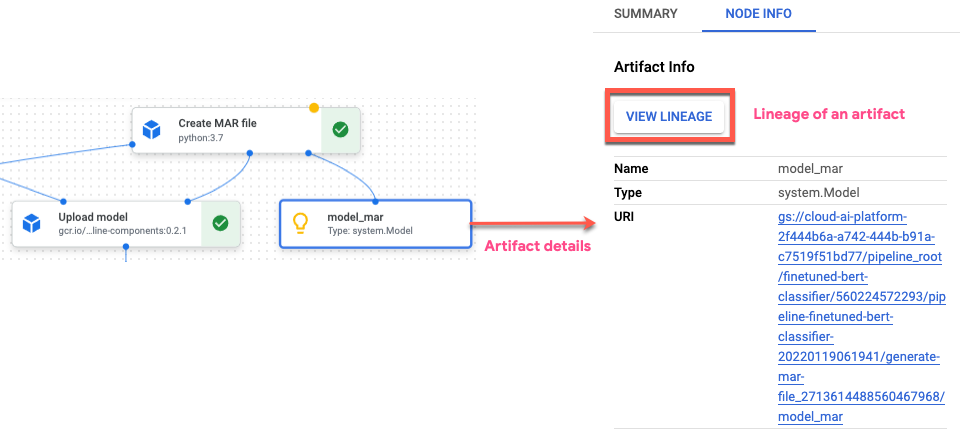 SUMMARY
NODE INFO
Artifact Info
VIEW LINEAGE
Lineage of an artifact
Create MAR file
python:3.7
Name
model_mar
Type
system.Model
Upload model
gcr.io/...line-components:0.2.1
model_mar
Type: system.Model
Artifact details
URI
gs://cloud-ai-platform-
2f444b6a-a742-444b-b91a-
c7519f51bd77/pipeline_root
/finetuned-bert-
classifier/560224572293/pip
eline-finetuned-bert-
classifier-
20220119061941/generate-
mar-
file_2713614488560467968/
model_mar